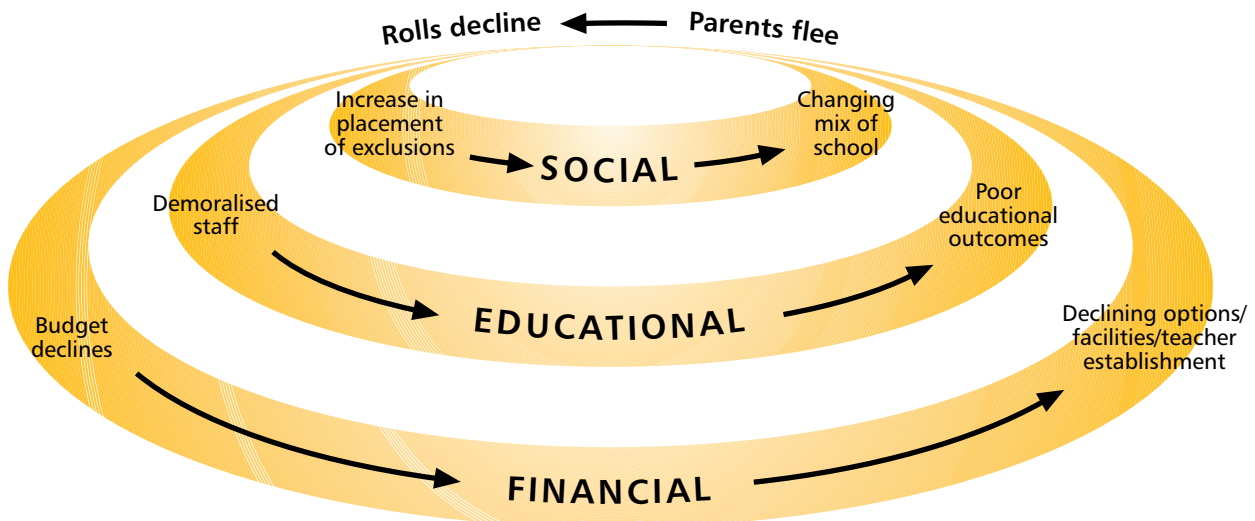 Rolls decline
Parents flee
Increase in
placement
of exclusions
SOCIAL
Changing
mix of
school
Demoralised
staff
EDUCATIONAL
Poor
educational
outcomes
Budget
declines
FINANCIAL
Declining options/
facilities/teacher
establishment